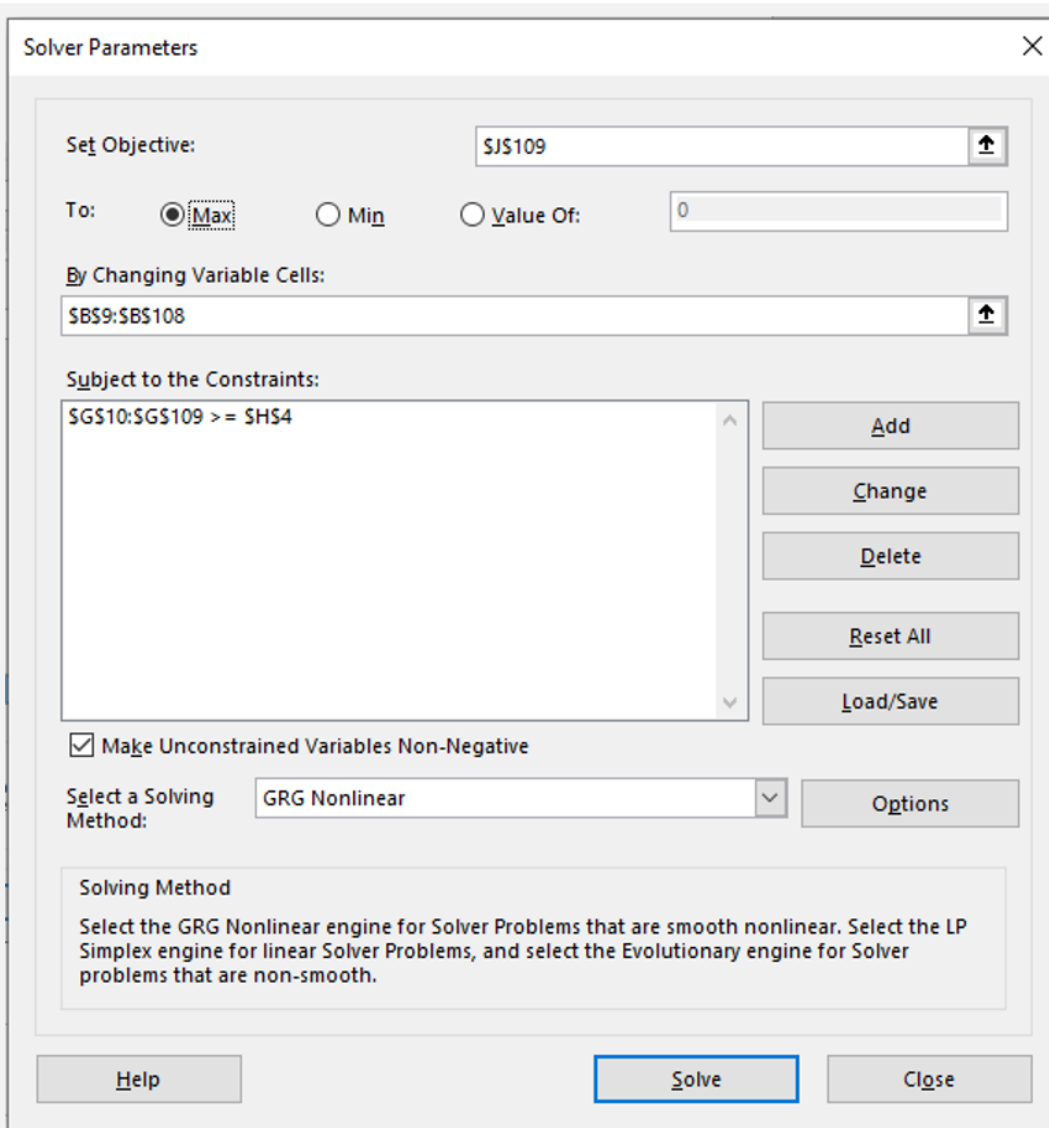 Solver Parameters
Set Objective:
$J$109
To:
Max
Min
Value Of:
0
By Changing Variable Cells:
$B$9:$B$108
Subject to the Constraints:
$G$10:$G$109 >= $H$4
Add
Change
Delete
Reset All
Load/Save
Make Unconstrained Variables Non-Negative
Select a Solving
Method:
GRG Nonlinear
Options
Solving Method
Select the GRG Nonlinear engine for Solver Problems that are smooth nonlinear. Select the LP
Simplex engine for linear Solver Problems, and select the Evolutionary engine for Solver
problems that are non-smooth.
Help
Solve
Close